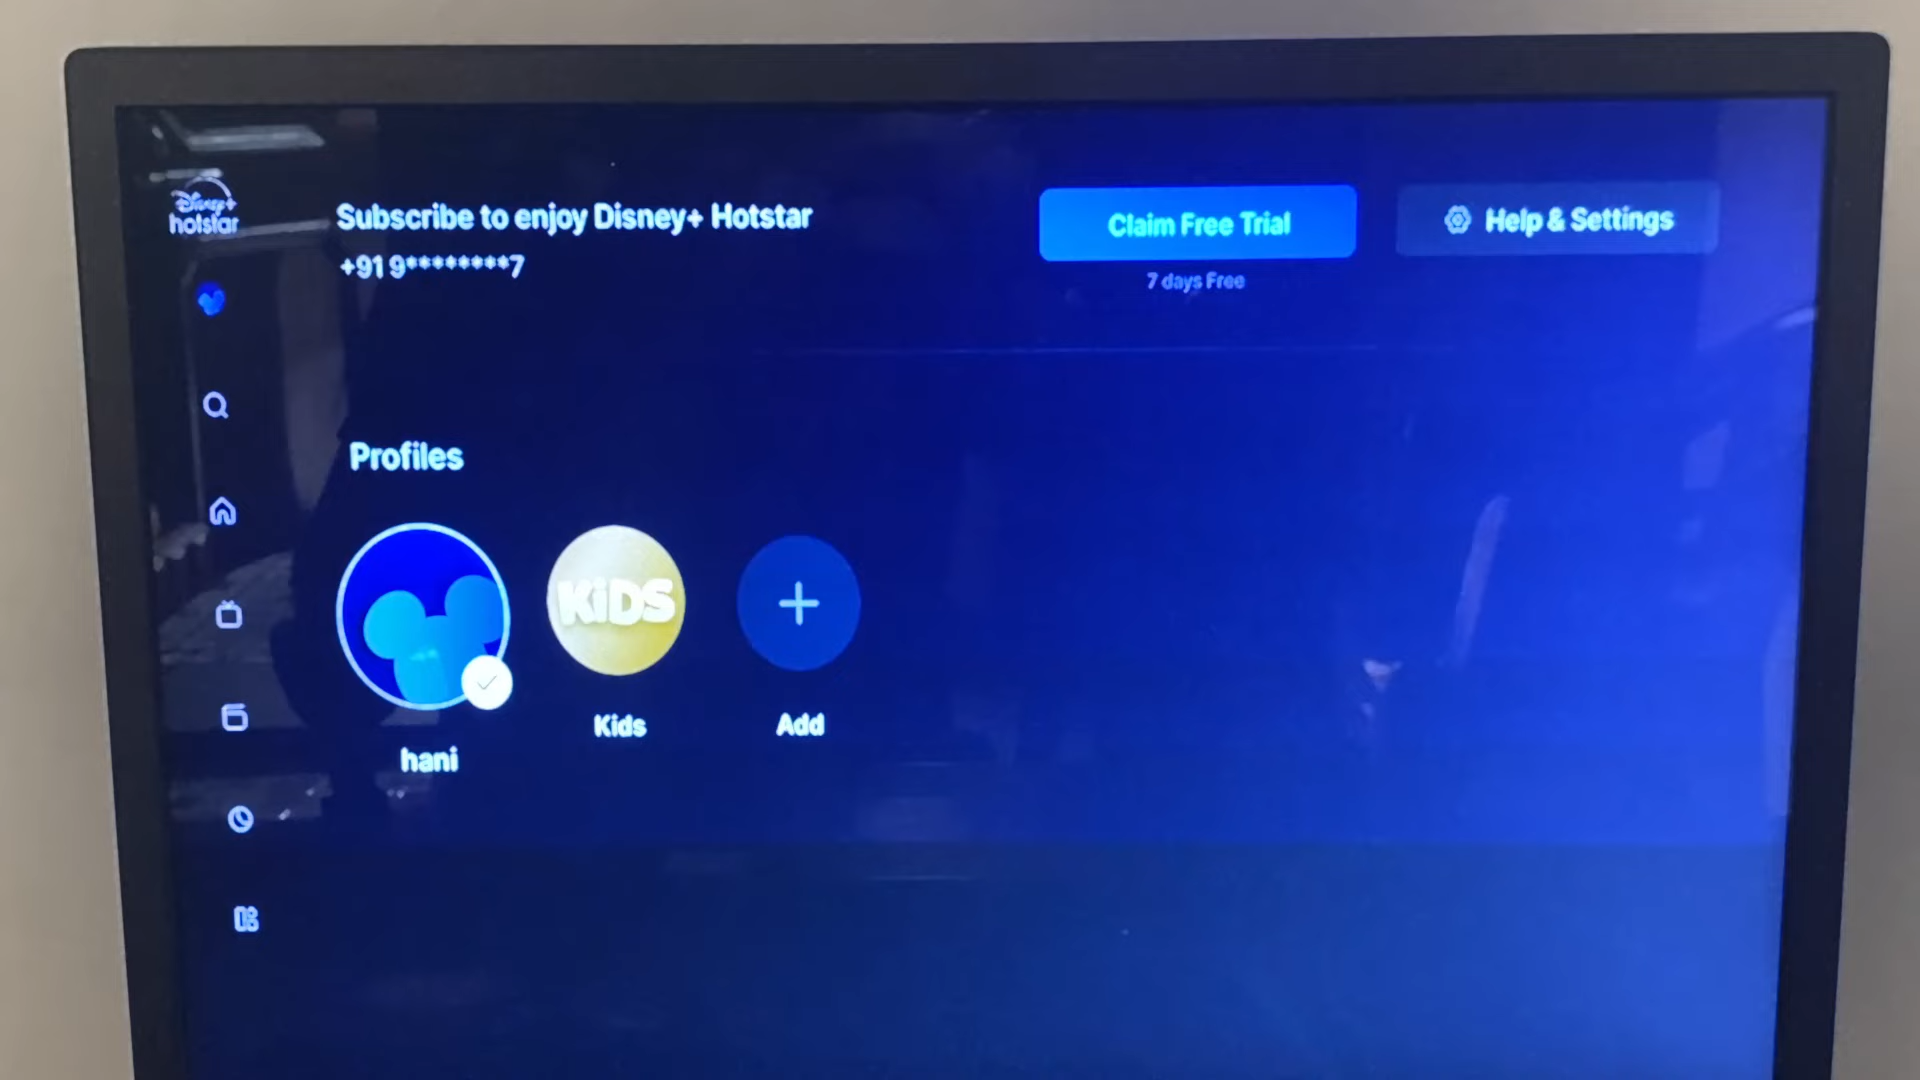 Disney+
hotstar
Subscribe to enjoy Disney+ Hotstar
+91 9********7
Claim Free Trial
7 days Free
Help & Settings
Profiles
KiDS
hani
Kids
Add